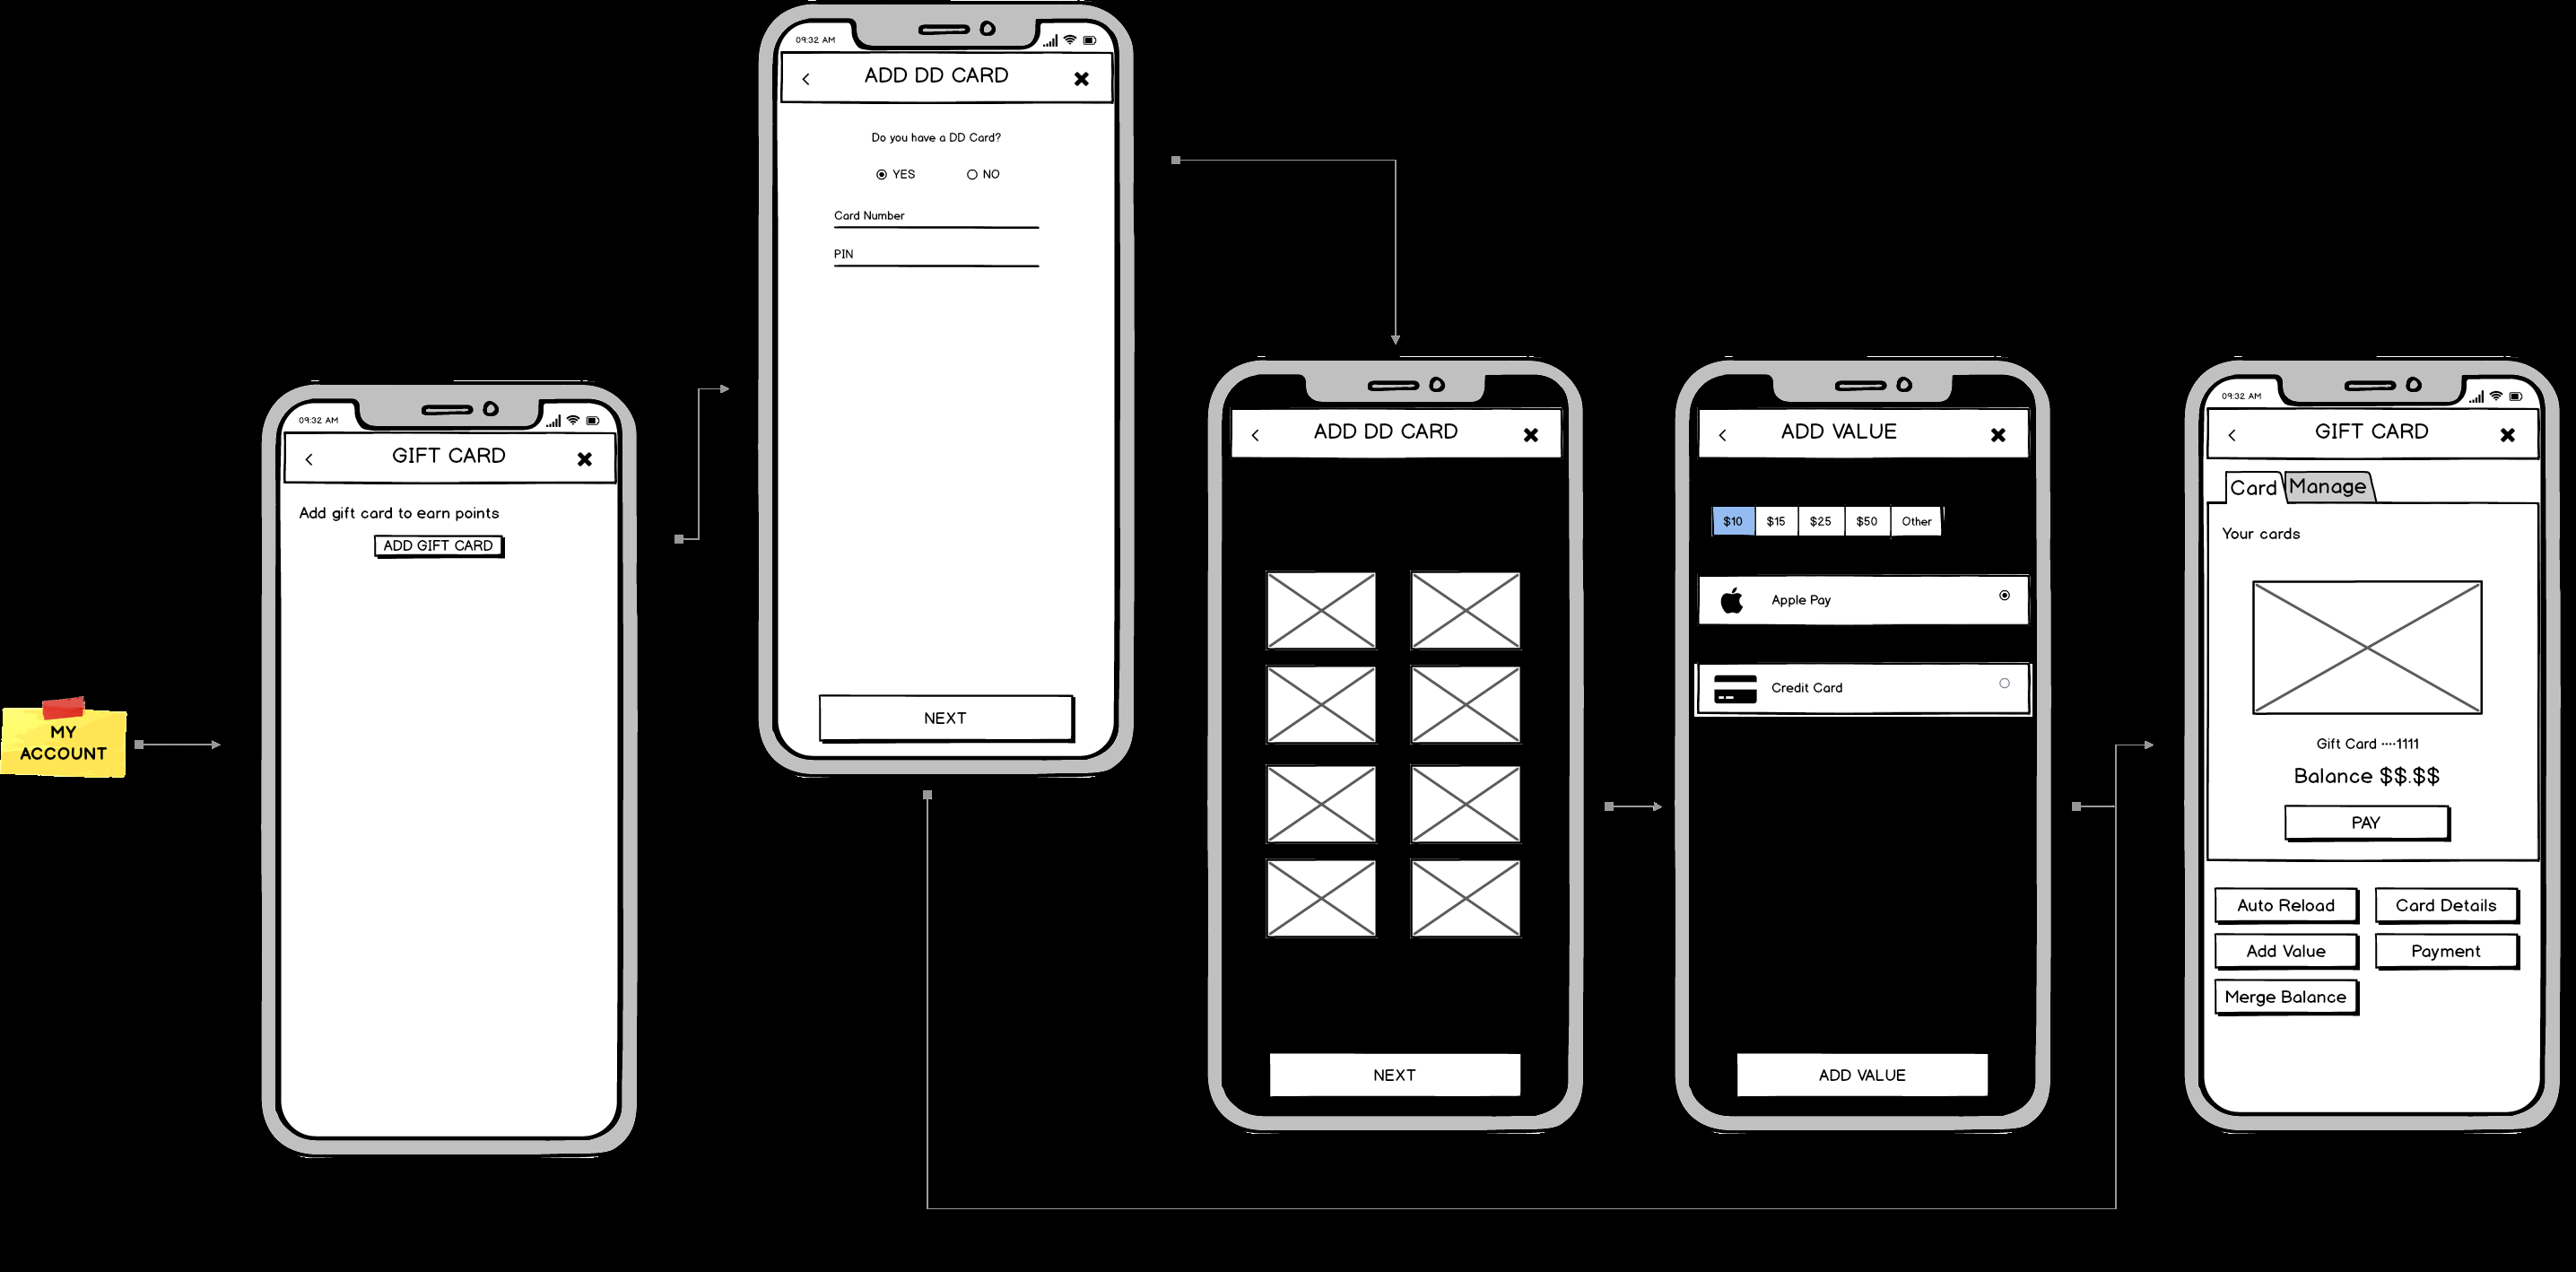 MY
ACCOUNT
09:32 AM
GIFT CARD
Add gift card to earn points
ADD GIFT CARD
09:32 AM
ADD DD CARD
Do you have a DD Card?
YES NO
Card Number
PIN
NEXT
ADD DD CARD
NEXT
ADD VALUE
$10 $15 $25 $50 Other
Apple Pay
Credit Card
ADD VALUE
09:32 AM
GIFT CARD
Card Manage
Your cards
Gift Card ····1111
Balance $$.$$
PAY
Auto Reload Card Details
Add Value Payment
Merge Balance